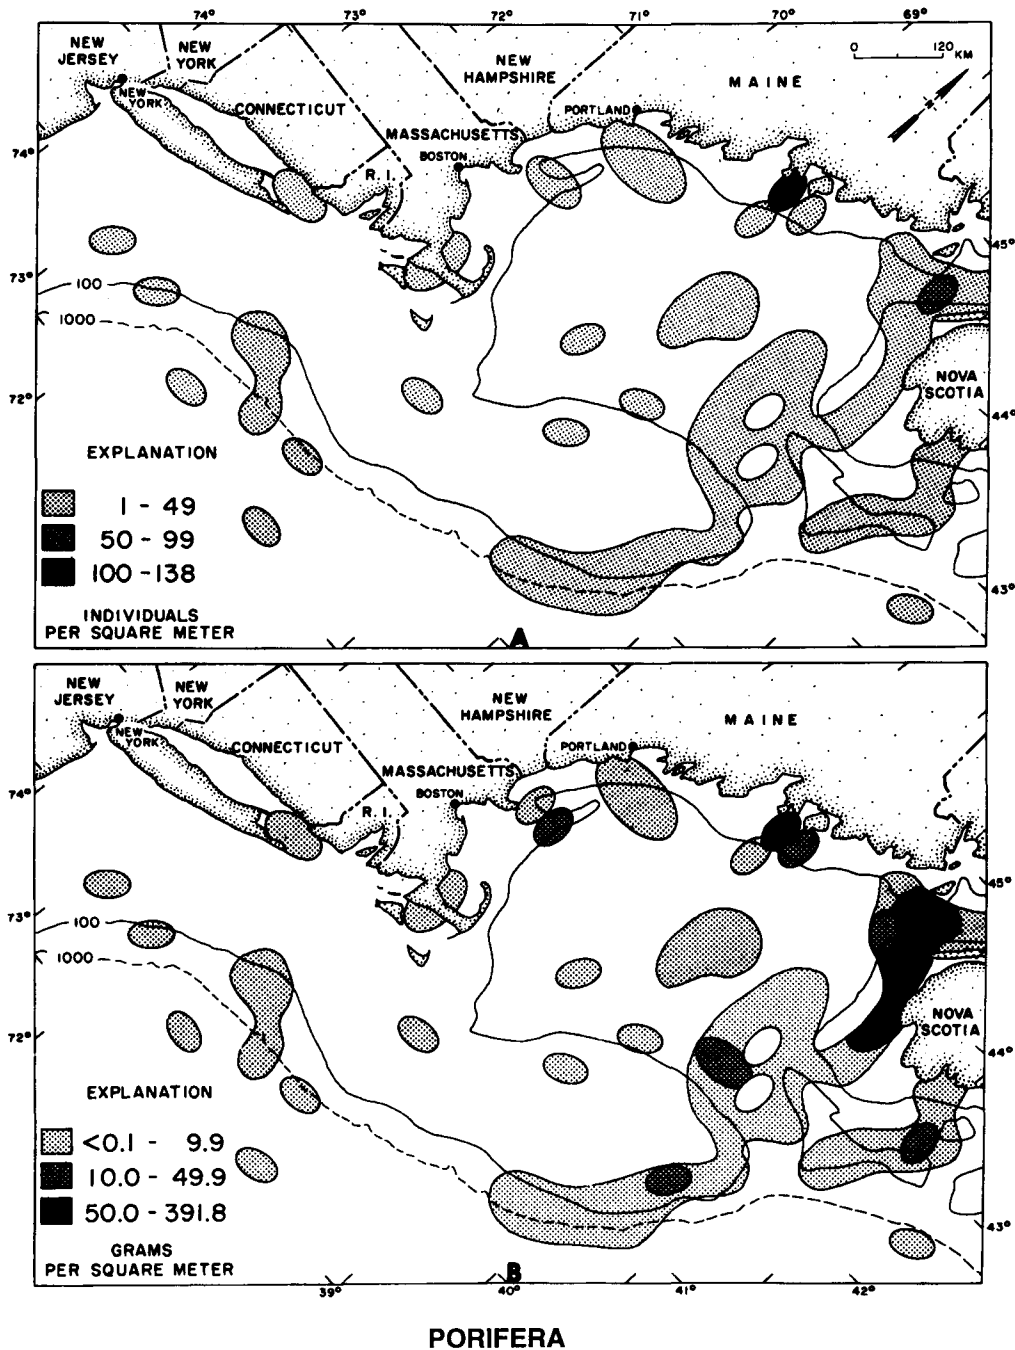 74° 73° 72° 71° 70° 69°
NEW
JERSEY
NEW
YORK
NEW
YORK
CONNECTICUT
NEW
HAMPSHIRE
PORTLAND
MAINE
0 120 KM
MASSACHUSETTS
BOSTON
R. I.
74°
45°
73°
100
1000
NOVA
SCOTIA
72°
44°
EXPLANATION
1 - 49
50 - 99
100 - 138
INDIVIDUALS
PER SQUARE METER
43°
A
NEW
JERSEY
NEW
YORK
NEW
YORK
CONNECTICUT
NEW
HAMPSHIRE
PORTLAND
MAINE
MASSACHUSETTS
BOSTON
R. I.
74°
45°
73°
100
1000
NOVA
SCOTIA
72°
44°
EXPLANATION
<0.1 - 9.9
10.0 - 49.9
50.0 - 391.8
GRAMS
PER SQUARE METER
43°
B
39° 40° 41° 42°
PORIFERA